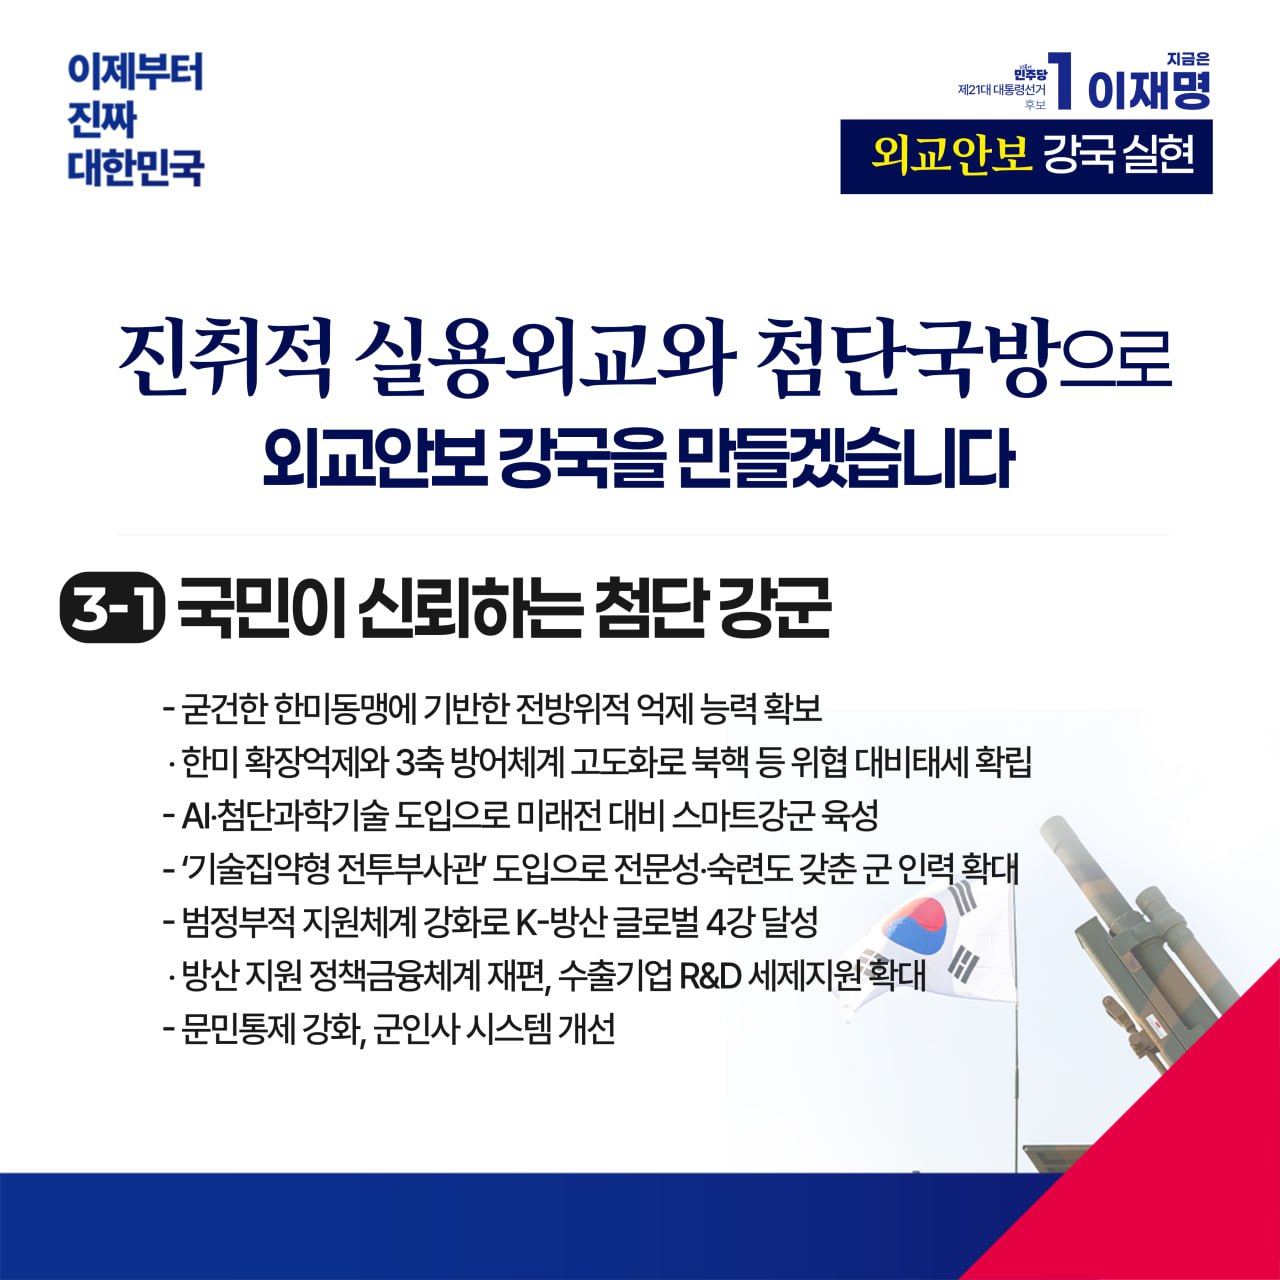 이제부터
진짜
대한민국
민주당
제21대 대통령선거
후보
1
지금은
이재명
외교안보 강국 실현
진취적 실용외교와 첨단국방으로
외교안보 강국을 만들겠습니다
3-1 국민이 신뢰하는 첨단 강군
- 굳건한 한미동맹에 기반한 전방위적 억제 능력 확보
· 한미 확장억제와 3축 방어체계 고도화로 북핵 등 위협 대비태세 확립
- AI·첨단과학기술 도입으로 미래전 대비 스마트강군 육성
- ‘기술집약형 전투부사관’ 도입으로 전문성·숙련도 갖춘 군 인력 확대
- 범정부적 지원체계 강화로 K-방산 글로벌 4강 달성
· 방산 지원 정책금융체계 재편, 수출기업 R&D 세제지원 확대
- 문민통제 강화, 군인사 시스템 개선